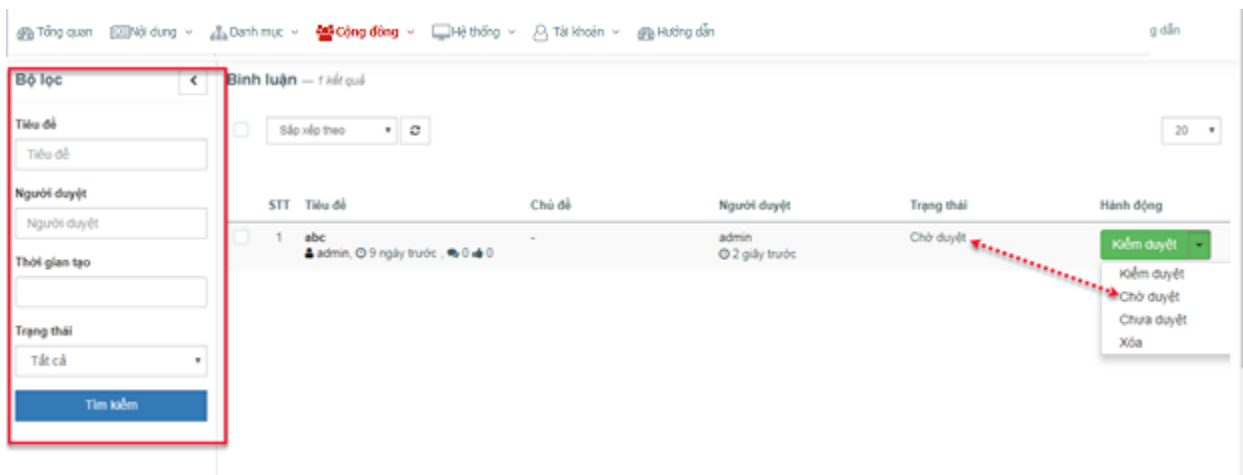 Tổng quan Nội dung Danh mục Cộng đồng Hệ thống Tài khoản Hướng dẫn g dẫn
Bộ lọc
Tiêu đề
Tiêu đề
Người duyệt
Người duyệt
Thời gian tạo
Trạng thái
Tất cả
Tìm kiếm
Bình luận — 1 kết quả
Sắp xếp theo 20
STT Tiêu đề Chủ đề Người duyệt Trạng thái Hành động
1 abc - admin Chờ duyệt Kiểm duyệt
admin, 9 ngày trước , 0 0 2 giây trước
Kiểm duyệt
Chờ duyệt
Chưa duyệt
Xóa